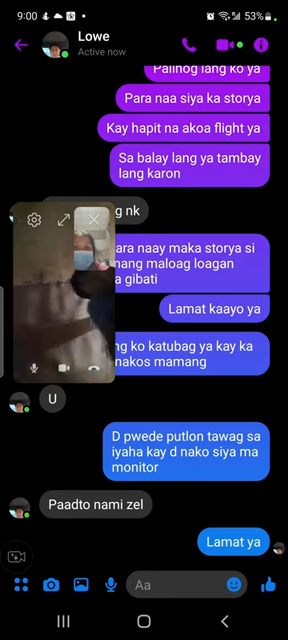 9:00
53%
Lowe
Active now
Palihog lang ko ya
Para naa siya ka storya
Kay hapit na akoa flight ya
Sa balay lang ya tambay
lang karon
g nk
ara naay maka storya si
nang maloag loagan
a gibati
Lamat kaayo ya
ng ko katubag ya kay ka
nakos mamang
U
D pwede putlon tawag sa
iyaha kay d nako siya ma
monitor
Paadto nami zel
Lamat ya
Aa